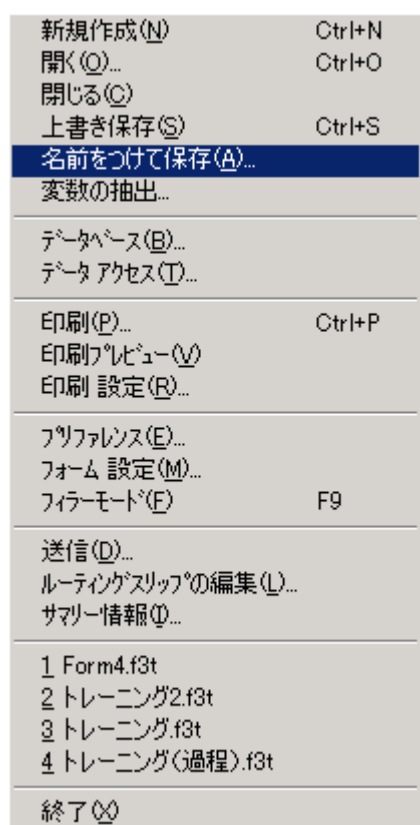 新規作成(N) Ctrl+N
開く(O)... Ctrl+O
閉じる(C)
上書き保存(S) Ctrl+S
名前をつけて保存(A)...
変数の抽出...
ﾃﾞｰﾀﾍﾞｰｽ(B)...
ﾃﾞｰﾀ ｱｸｾｽ(T)...
印刷(P)... Ctrl+P
印刷ﾌﾟﾚﾋﾞｭｰ(V)
印刷 設定(R)...
ﾌﾟﾘﾌｧﾚﾝｽ(E)...
ﾌｫｰﾑ 設定(M)...
ﾌｨﾗｰﾓｰﾄﾞ(F) F9
送信(D)...
ﾙｰﾃｨﾝｸﾞｽﾘｯﾌﾟの編集(L)...
ｻﾏﾘｰ情報(I)...
1 Form4.f3t
2 トレーニング2.f3t
3 トレーニング.f3t
4 トレーニング(過程).f3t
終了(X)